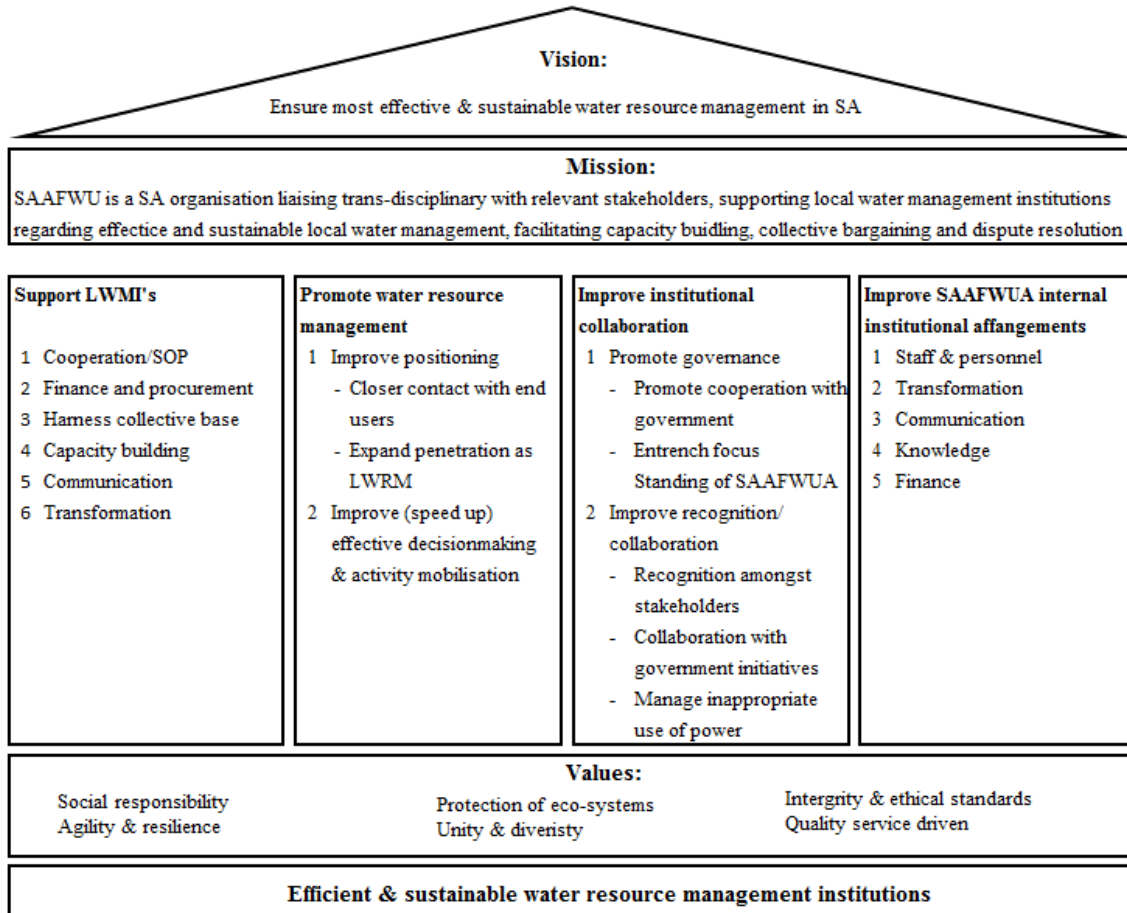 Vision:
Ensure most effective & sustainable water resource management in SA
Mission:
SAAFWU is a SA organisation liaising trans-disciplinary with relevant stakeholders, supporting local water management institutions
regarding effectice and sustainable local water management, facilitating capacity buidling, collective bargaining and dispute resolution
Support LWMI's
1 Cooperation/SOP
2 Finance and procurement
3 Harness collective base
4 Capacity building
5 Communication
6 Transformation
Promote water resource
management
1 Improve positioning
- Closer contact with end
users
- Expand penetration as
LWRM
2 Improve (speed up)
effective decisionmaking
& activity mobilisation
Improve institutional
collaboration
1 Promote governance
- Promote cooperation with
government
- Entrench focus
Standing of SAAFWUA
2 Improve recognition/
collaboration
- Recognition amongst
stakeholders
- Collaboration with
government initiatives
- Manage inappropriate
use of power
Improve SAAFWUA internal
institutional affangements
1 Staff & personnel
2 Transformation
3 Communication
4 Knowledge
5 Finance
Values:
Social responsibility
Agility & resilience
Protection of eco-systems
Unity & diveristy
Intergrity & ethical standards
Quality service driven
Efficient & sustainable water resource management institutions